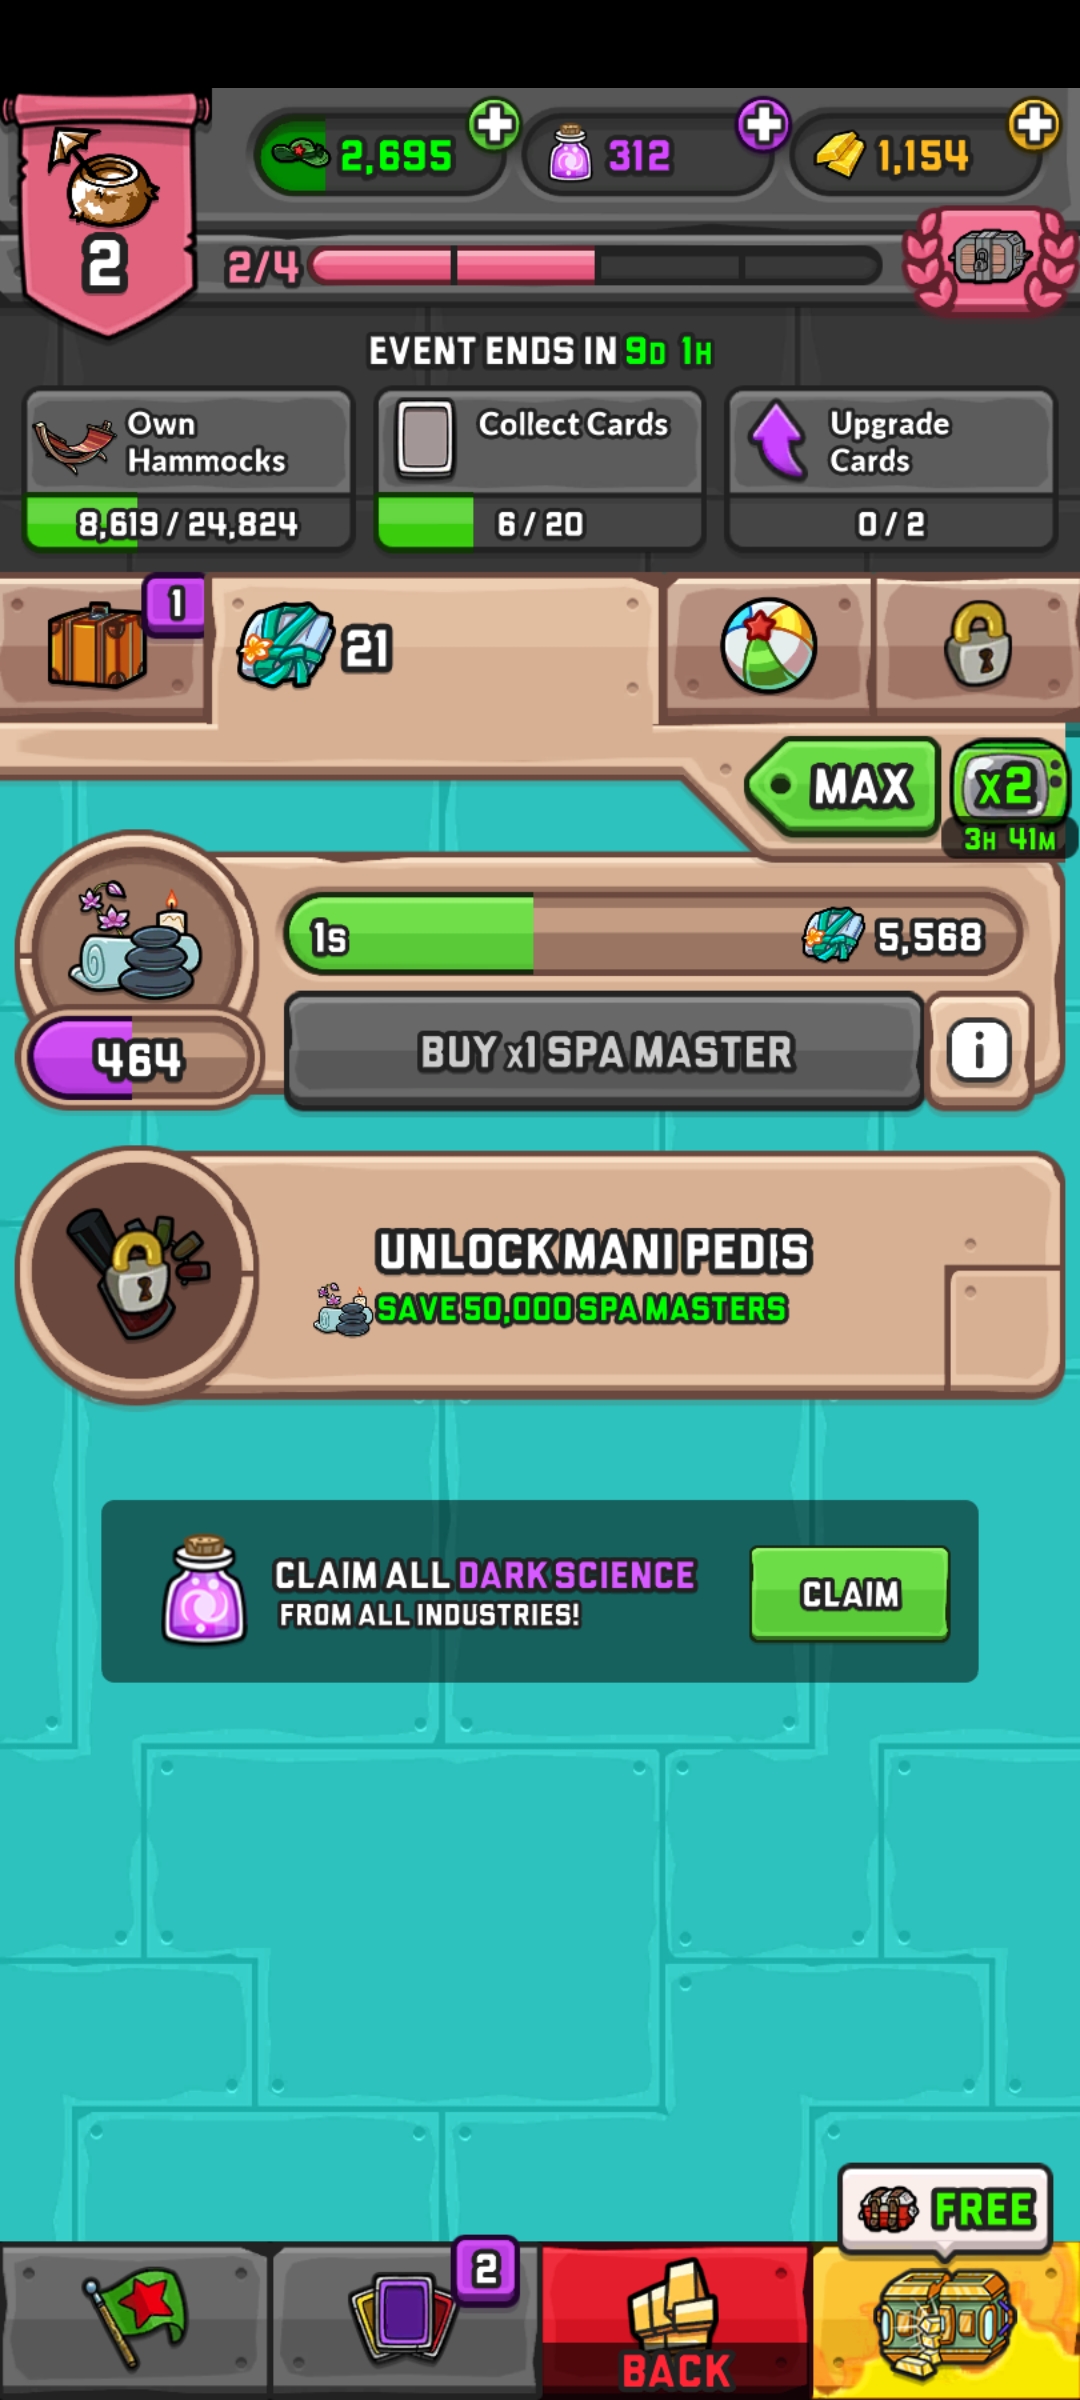 2,695
312
1,154
2
2/4
EVENT ENDS IN 9D 1H
Own
Hammocks
8,619 / 24,824
Collect Cards
6 / 20
Upgrade
Cards
0 / 2
1
21
MAX
x2
3H 41M
1s
5,568
464
BUY x1 SPA MASTER
i
UNLOCK MANI PEDIS
SAVE 50,000 SPA MASTERS
CLAIM ALL DARK SCIENCE
FROM ALL INDUSTRIES!
CLAIM
FREE
2
BACK